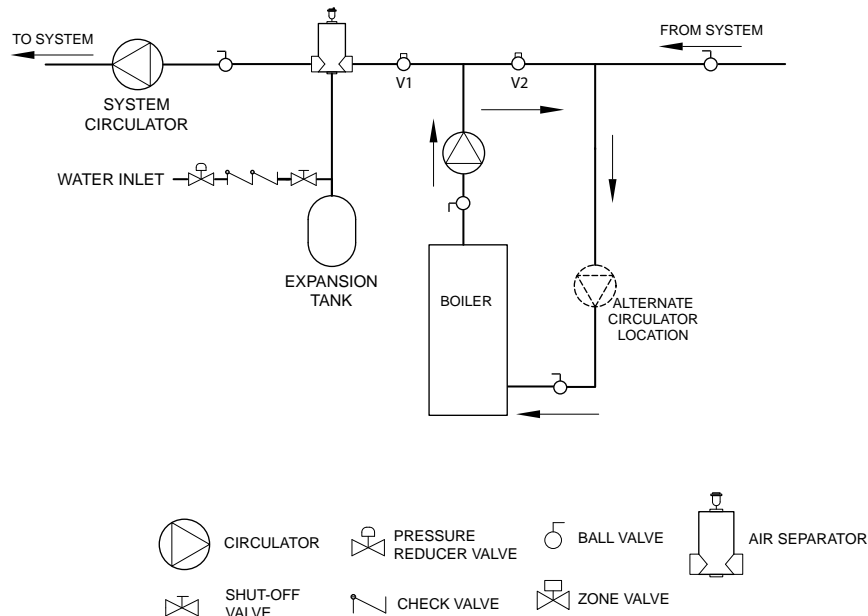 TO SYSTEM
FROM SYSTEM
V1
V2
SYSTEM
CIRCULATOR
WATER INLET
EXPANSION
TANK
BOILER
ALTERNATE
CIRCULATOR
LOCATION
CIRCULATOR
PRESSURE
REDUCER VALVE
BALL VALVE
AIR SEPARATOR
SHUT-OFF
VALVE
CHECK VALVE
ZONE VALVE